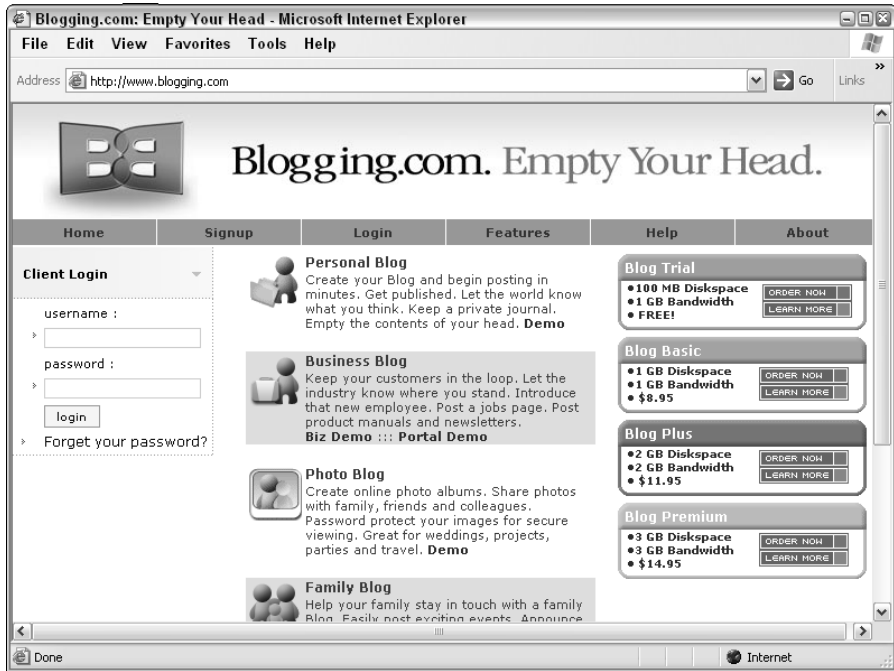 Blogging.com: Empty Your Head - Microsoft Internet Explorer
File Edit View Favorites Tools Help
Address http://www.blogging.com Go Links »
Blogging.com. Empty Your Head.
Home Signup Login Features Help About
Client Login
username :
password :
login
Forget your password?
Personal Blog
Create your Blog and begin posting in
minutes. Get published. Let the world know
what you think. Keep a private journal.
Empty the contents of your head. Demo
Business Blog
Keep your customers in the loop. Let the
industry know where you stand. Introduce
that new employee. Post a jobs page. Post
product manuals and newsletters.
Biz Demo ::: Portal Demo
Photo Blog
Create online photo albums. Share photos
with family, friends and colleagues.
Password protect your images for secure
viewing. Great for weddings, projects,
parties and travel. Demo
Family Blog
Help your family stay in touch with a family
Blog. Easily post exciting events. Announce
Blog Trial
•100 MB Diskspace
•1 GB Bandwidth
• FREE!
ORDER NOW
LEARN MORE
Blog Basic
•1 GB Diskspace
•1 GB Bandwidth
• $8.95
ORDER NOW
LEARN MORE
Blog Plus
•2 GB Diskspace
•2 GB Bandwidth
• $11.95
ORDER NOW
LEARN MORE
Blog Premium
•3 GB Diskspace
•3 GB Bandwidth
• $14.95
ORDER NOW
LEARN MORE
Done Internet